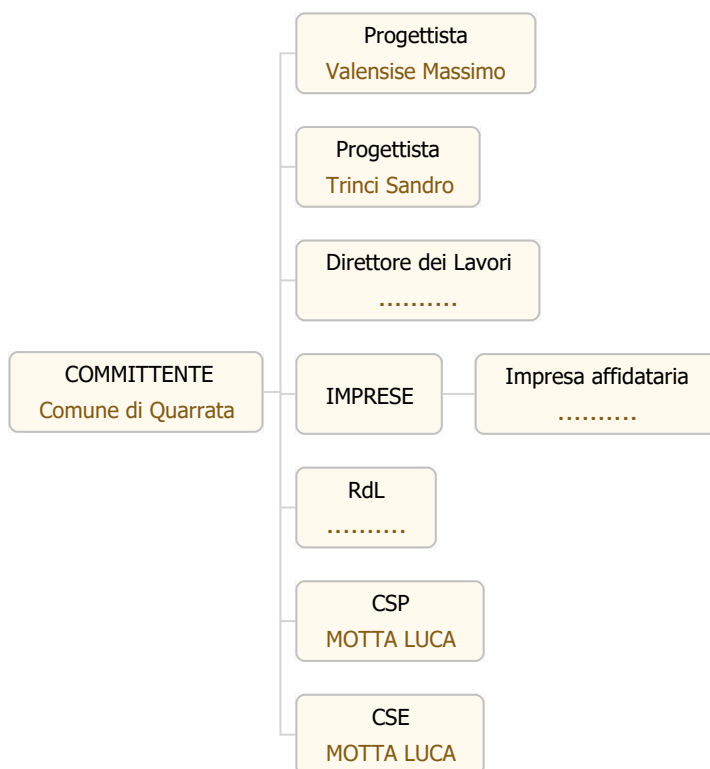 Progettista
Valensise Massimo
Progettista
Trinci Sandro
Direttore dei Lavori
..........
COMMITTENTE
Comune di Quarrata
IMPRESE
Impresa affidataria
..........
RdL
..........
CSP
MOTTA LUCA
CSE
MOTTA LUCA